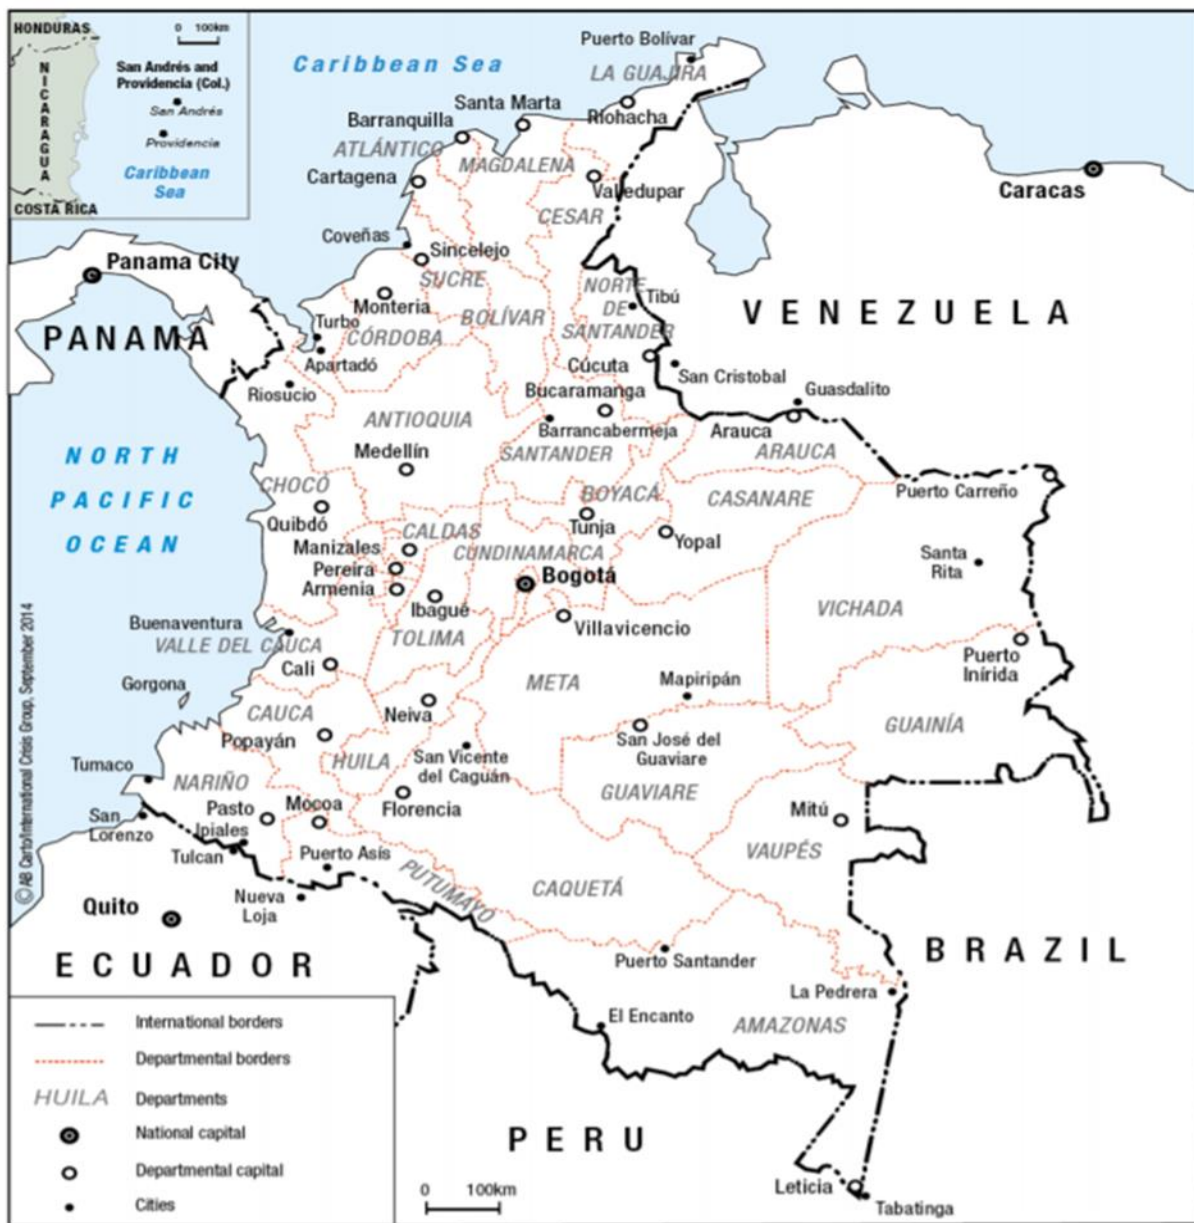 HONDURAS
0 100km
NICARAGUA
San Andrés and
Providencia (Col.)
San Andrés
Providencia
Caribbean
Sea
COSTA RICA
Caribbean Sea
Puerto Bolívar
LA GUAJIRA
Santa Marta
Riohacha
Barranquilla
ATLÁNTICO
MAGDALENA
Cartagena
Valledupar
Caracas
CESAR
Coveñas
Sincelejo
Panama City
SUCRE
NORTE
DE
SANTANDER
Tibú
Monteria
BOLÍVAR
VENEZUELA
PANAMA
Turbo
CÓRDOBA
Apartadó
Cúcuta
San Cristobal
Riosucio
Bucaramanga
Guasdalito
ANTIOQUIA
Barrancabermeja
Arauca
Medellín
SANTANDER
ARAUCA
NORTH
PACIFIC
OCEAN
CHOCÓ
BOYACÁ
CASANARE
Puerto Carreño
Quibdó
Tunja
CALDAS
Manizales
CUNDINAMARCA
Yopal
Pereira
Bogotá
Santa
Rita
Armenia
Ibagué
VICHADA
Buenaventura
Villavicencio
VALLE DEL CAUCA
TOLIMA
Cali
Puerto
Inírida
Gorgona
META
Mapiripán
CAUCA
Neiva
GUAINÍA
Popayán
San José del
Guaviare
HUILA
San Vicente
del Caguán
Tumaco
NARIÑO
GUAVIARE
Florencia
Pasto
Mocoa
Mitú
San
Lorenzo
Ipiales
Tulcan
Puerto Asís
VAUPÉS
PUTUMAYO
CAQUETÁ
Nueva
Loja
Quito
ECUADOR
BRAZIL
Puerto Santander
La Pedrera
El Encanto
AMAZONAS
PERU
Leticia
Tabatinga
0 100km
International borders
Departmental borders
HUILA Departments
National capital
Departmental capital
Cities
© AB Carto/International Crisis Group, September 2014